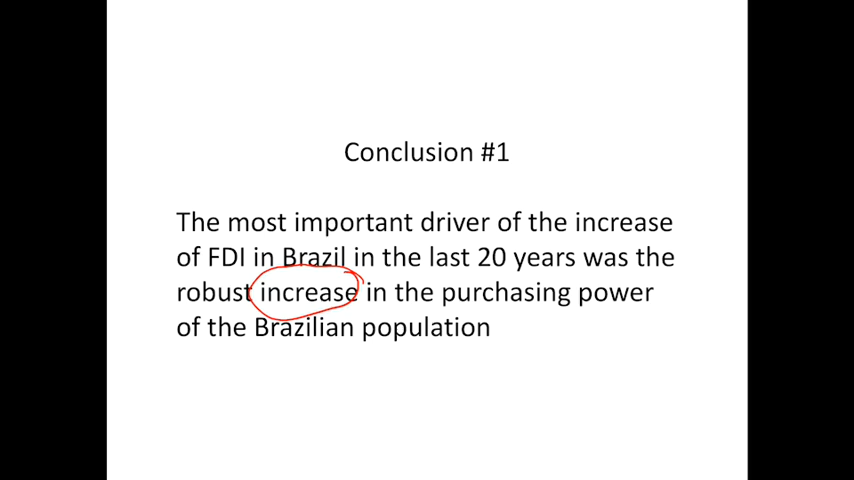 Conclusion #1
The most important driver of the increase
of FDI in Brazil in the last 20 years was the
robust increase in the purchasing power
of the Brazilian population